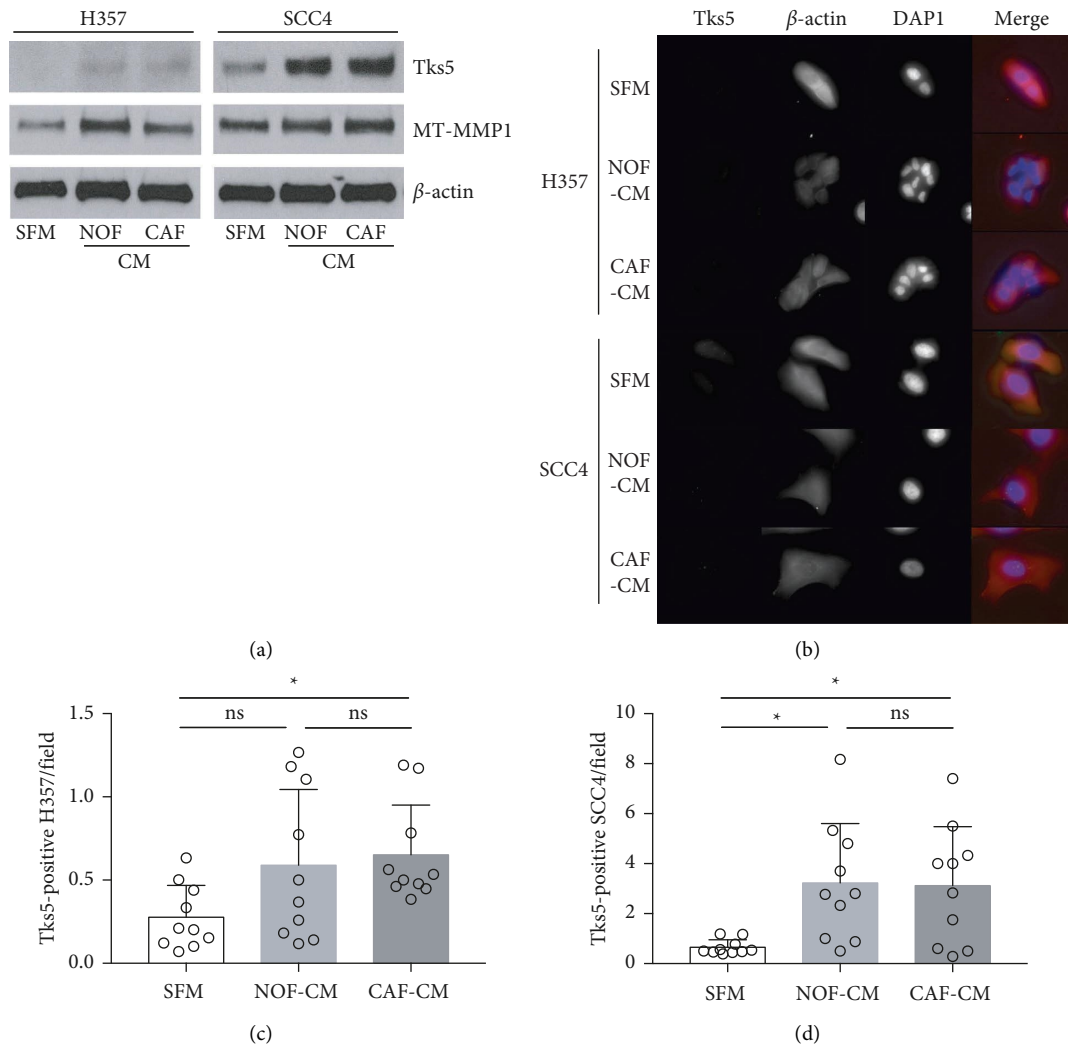 H357 SCC4
Tks5
MT-MMP1
β-actin
SFM NOF CAF SFM NOF CAF
CM CM
(a)
Tks5 β-actin DAP1 Merge
H357
SFM
NOF
-CM
CAF
-CM
SCC4
SFM
NOF
-CM
CAF
-CM
(b)
Tks5-positive H357/field
1.5
1.0
0.5
0.0
*
ns ns
SFM NOF-CM CAF-CM
(c)
Tks5-positive SCC4/field
10
8
6
4
2
0
*
* ns
SFM NOF-CM CAF-CM
(d)